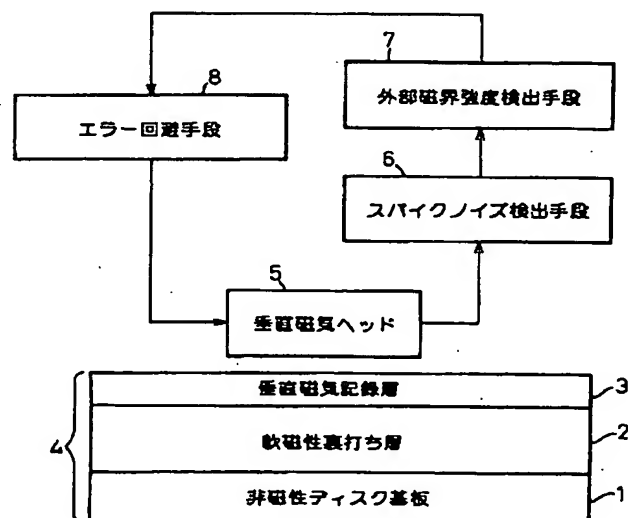 7
8
外部磁界強度検出手段
エラー回避手段
6
スパイクノイズ検出手段
5
垂直磁気ヘッド
垂直磁気記録層 3
4
軟磁性裏打ち層 2
非磁性ディスク基板 1